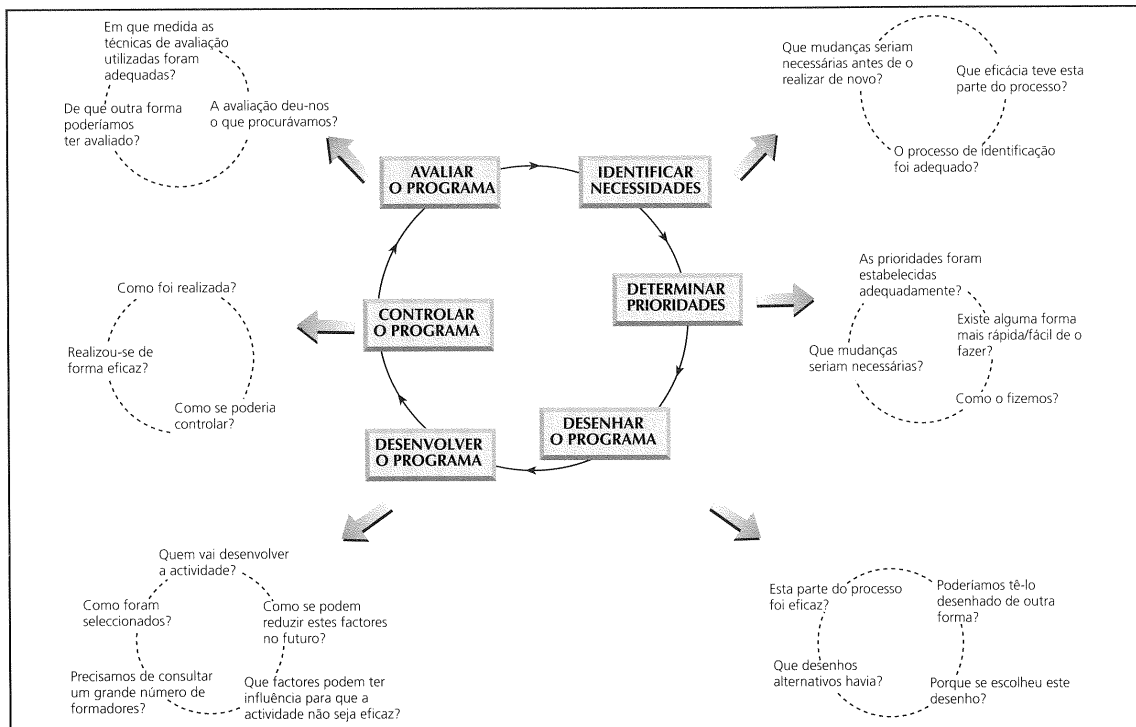 Em que medida as
técnicas de avaliação
utilizadas foram
adequadas?
De que outra forma
poderíamos
ter avaliado?
A avaliação deu-nos
o que procurávamos?
Que mudanças seriam
necessárias antes de o
realizar de novo?
Que eficácia teve esta
parte do processo?
O processo de identificação
foi adequado?
AVALIAR
O PROGRAMA
IDENTIFICAR
NECESSIDADES
DETERMINAR
PRIORIDADES
As prioridades foram
estabelecidas
adequadamente?
Existe alguma forma
mais rápida/fácil de o
fazer?
Que mudanças
seriam necessárias?
Como o fizemos?
CONTROLAR
O PROGRAMA
Como foi realizada?
Realizou-se de
forma eficaz?
Como se poderia
controlar?
DESENHAR
O PROGRAMA
DESENVOLVER
O PROGRAMA
Quem vai desenvolver
a actividade?
Como foram
seleccionados?
Como se podem
reduzir estes factores
no futuro?
Precisamos de consultar
um grande número de
formadores?
Que factores podem ter
influência para que a
actividade não seja eficaz?
Esta parte do processo
foi eficaz?
Poderíamos tê-lo
desenhado de outra
forma?
Que desenhos
alternativos havia?
Porque se escolheu este
desenho?